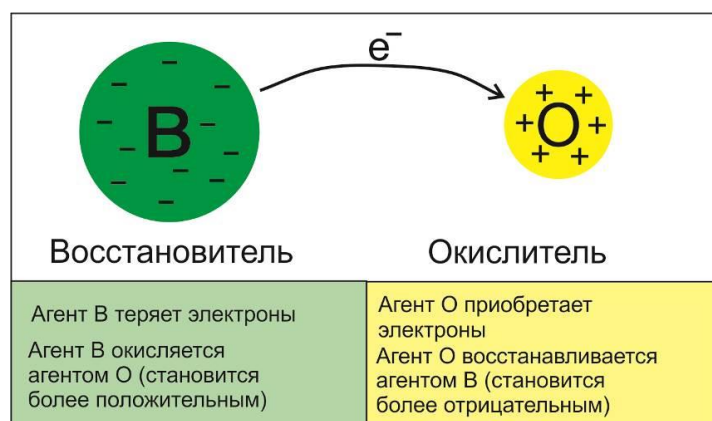 e⁻
В
О
Восстановитель
Окислитель
Агент В теряет электроны
Агент В окисляется
агентом О (становится
более положительным)
Агент О приобретает
электроны
Агент О восстанавливается
агентом В (становится
более отрицательным)